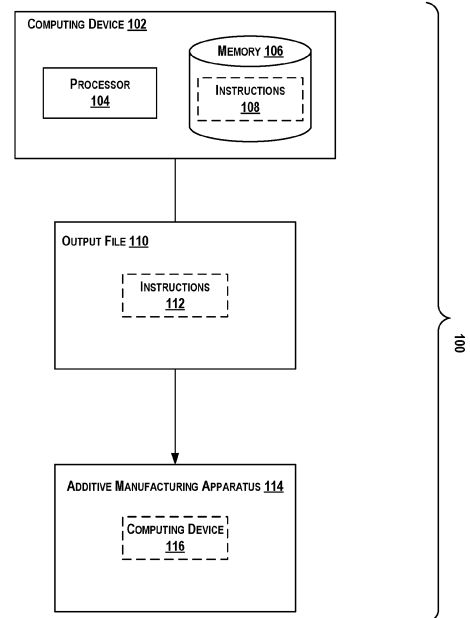 COMPUTING DEVICE 102
MEMORY 106
PROCESSOR
104
INSTRUCTIONS
108
OUTPUT FILE 110
INSTRUCTIONS
112
100
ADDITIVE MANUFACTURING APPARATUS 114
COMPUTING DEVICE
116